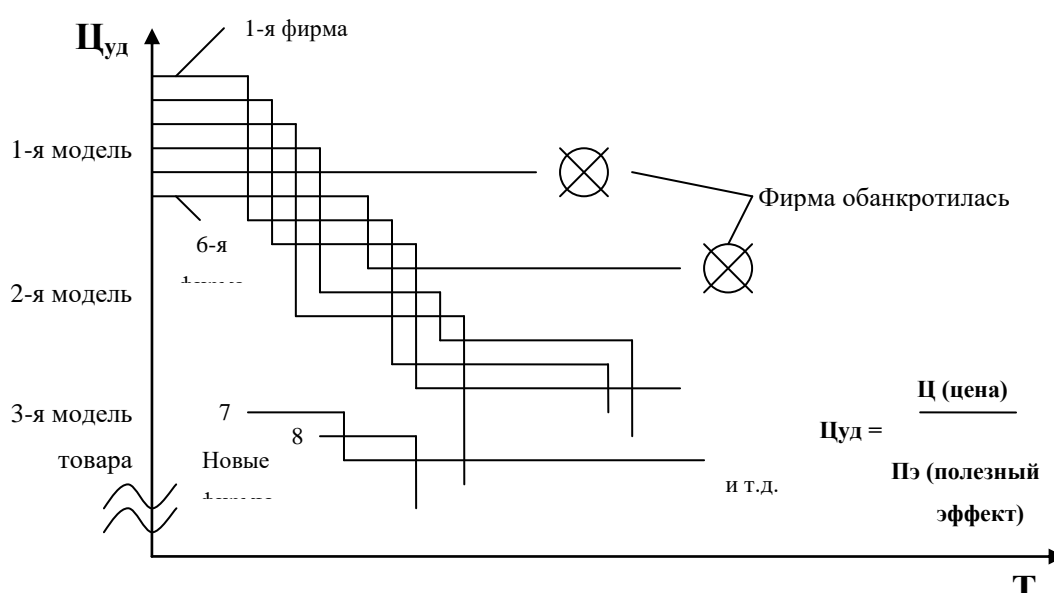 Цуд
1-я фирма
1-я модель
Фирма обанкротилась
6-я
2-я модель
3-я модель
товара
7
8
Новые
и т.д.
Цуд =
Ц (цена)
Пэ (полезный
эффект)
Т